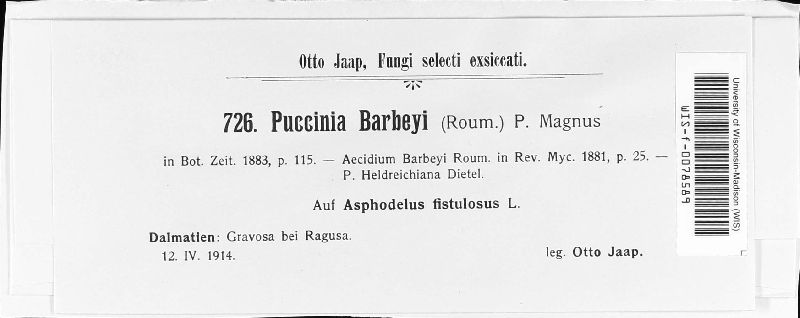 Otto Jaap, Fungi selecti exsiccati.
726. Puccinia Barbeyi (Roum.) P. Magnus
in Bot. Zeit. 1883, p. 115. — Aecidium Barbeyi Roum. in Rev. Myc. 1881, p. 25. —
P. Heldreichiana Dietel.
Auf Asphodelus fistulosus L.
Dalmatien: Gravosa bei Ragusa.
12. IV. 1914.
leg. Otto Jaap.
University of Wisconsin-Madison (WIS)
WIS-f-0078589